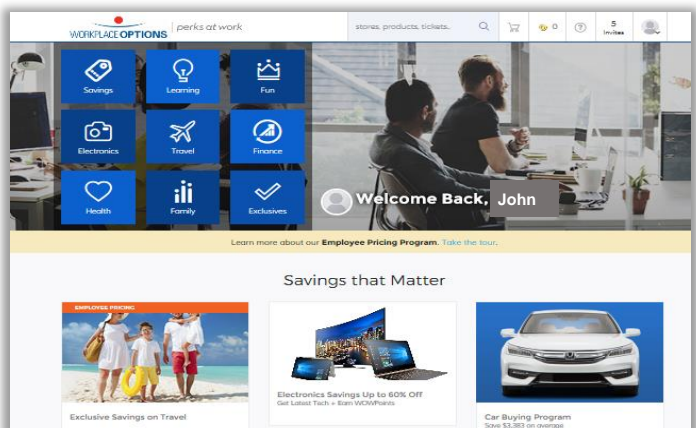 WORKPLACE OPTIONS
perks at work
stores, products, tickets..
0
?
5
Invites
Savings
Learning
Fun
Electronics
Travel
Finance
Health
Family
Exclusives
Welcome Back, John
Learn more about our Employee Pricing Program. Take the tour.
Savings that Matter
EMPLOYEE PRICING
Exclusive Savings on Travel
Electronics Savings Up to 60% Off
Get Latest Tech + Earn WOWPoints
Car Buying Program
Save $3,383 on average